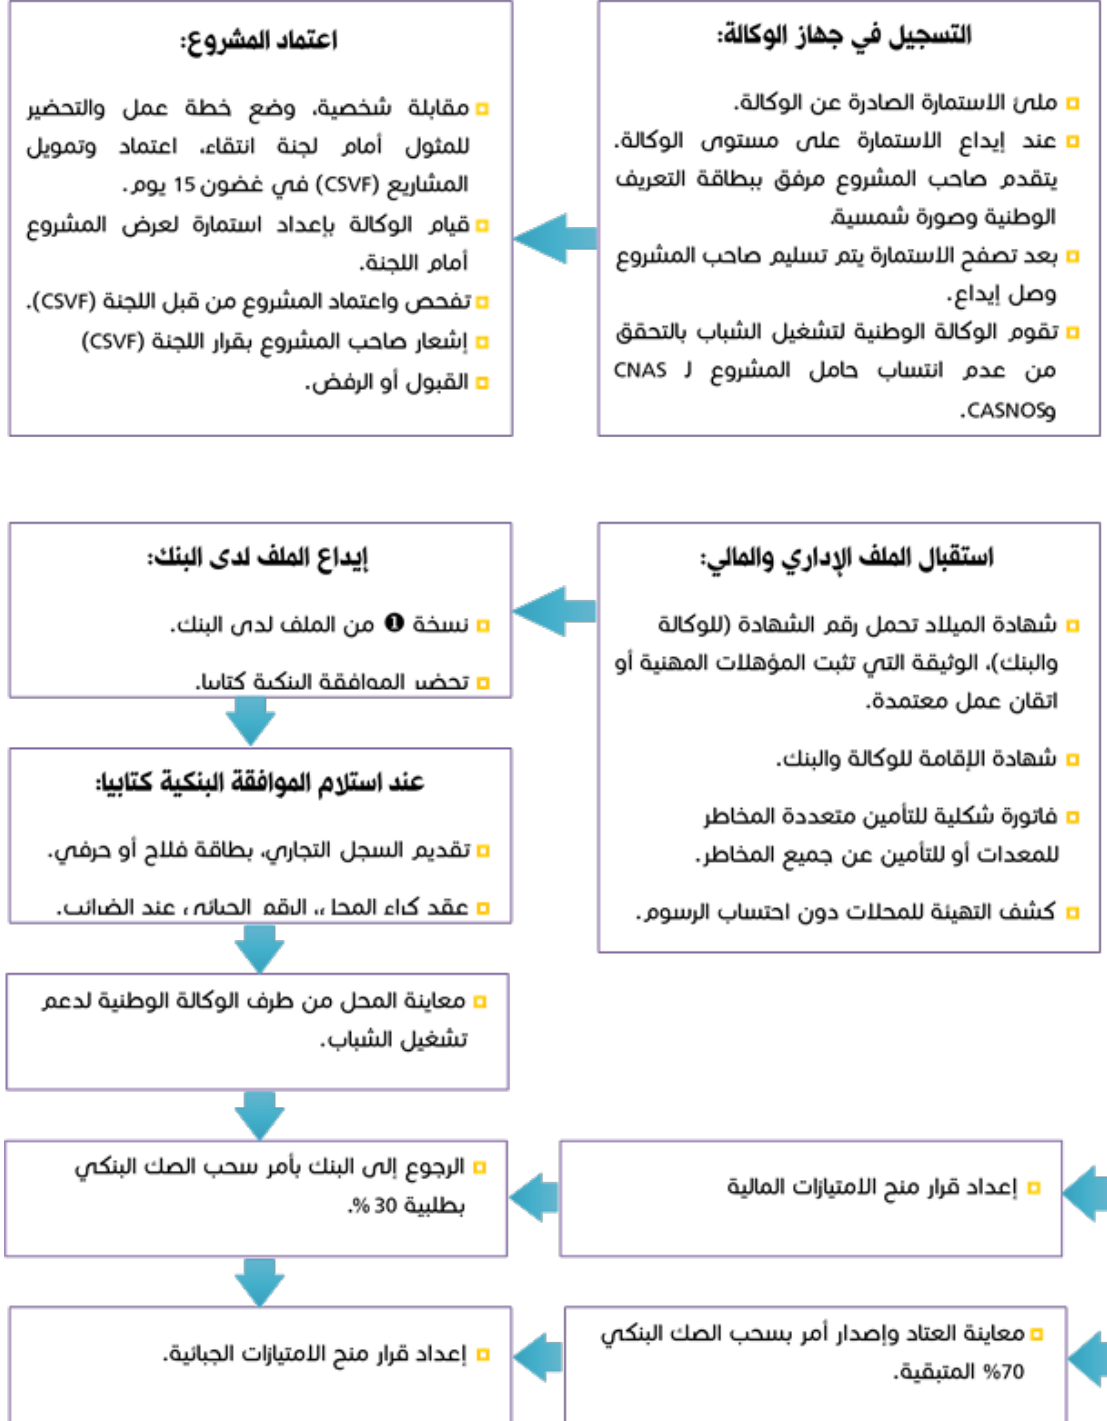 التسجيل في جهاز الوكالة:
ملئ الاستمارة الصادرة عن الوكالة.
عند إيداع الاستمارة على مستوى الوكالة.
يتقدم صاحب المشروع مرفق ببطاقة التعريف
الوطنية وصورة شمسية.
بعد تصفح الاستمارة يتم تسليم صاحب المشروع
وصل إيداع.
تقوم الوكالة الوطنية لتشغيل الشباب بالتحقق
من عدم انتساب حامل المشروع لـ CNAS
وCASNOS.
اعتماد المشروع:
مقابلة شخصية، وضع خطة عمل والتحضير
للمثول أمام لجنة انتقاء، اعتماد وتمويل
المشاريع (CSVF) في غضون 15 يوم.
قيام الوكالة بإعداد استمارة لعرض المشروع
أمام اللجنة.
تفحص واعتماد المشروع من قبل اللجنة (CSVF).
إشعار صاحب المشروع بقرار اللجنة (CSVF)
القبول أو الرفض.
استقبال الملف الإداري والمالي:
شهادة الميلاد تحمل رقم الشهادة (للوكالة
والبنك)، الوثيقة التي تثبت المؤهلات المهنية أو
اتقان عمل معتمدة.
شهادة الإقامة للوكالة والبنك.
فاتورة شكلية للتأمين متعددة المخاطر
للمعدات أو للتأمين عن جميع المخاطر.
كشف التهيئة للمحلات دون احتساب الرسوم.
إيداع الملف لدى البنك:
نسخة ❶ من الملف لدى البنك.
تحضير الموافقة البنكية كتابيا.
عند استلام الموافقة البنكية كتابيا:
تقديم السجل التجاري، بطاقة فلاح أو حرفي.
عقد كراء المحل، الرقم الجبائي عند الضرائب.
معاينة المحل من طرف الوكالة الوطنية لدعم
تشغيل الشباب.
إعداد قرار منح الامتيازات المالية
الرجوع إلى البنك بأمر سحب الصك البنكي
بطلبية 30 %.
معاينة العتاد وإصدار أمر بسحب الصك البنكي
70% المتبقية.
إعداد قرار منح الامتيازات الجبائية.